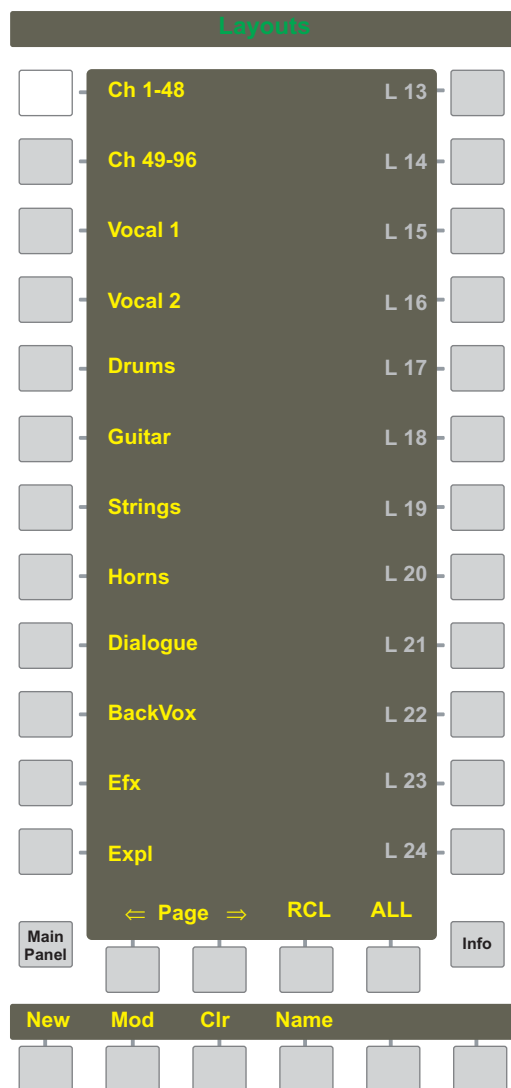 Layouts
Ch 1-48 L 13
Ch 49-96 L 14
Vocal 1 L 15
Vocal 2 L 16
Drums L 17
Guitar L 18
Strings L 19
Horns L 20
Dialogue L 21
BackVox L 22
Efx L 23
Expl L 24
⇐ Page ⇒ RCL ALL
Main
Panel
Info
New Mod Clr Name